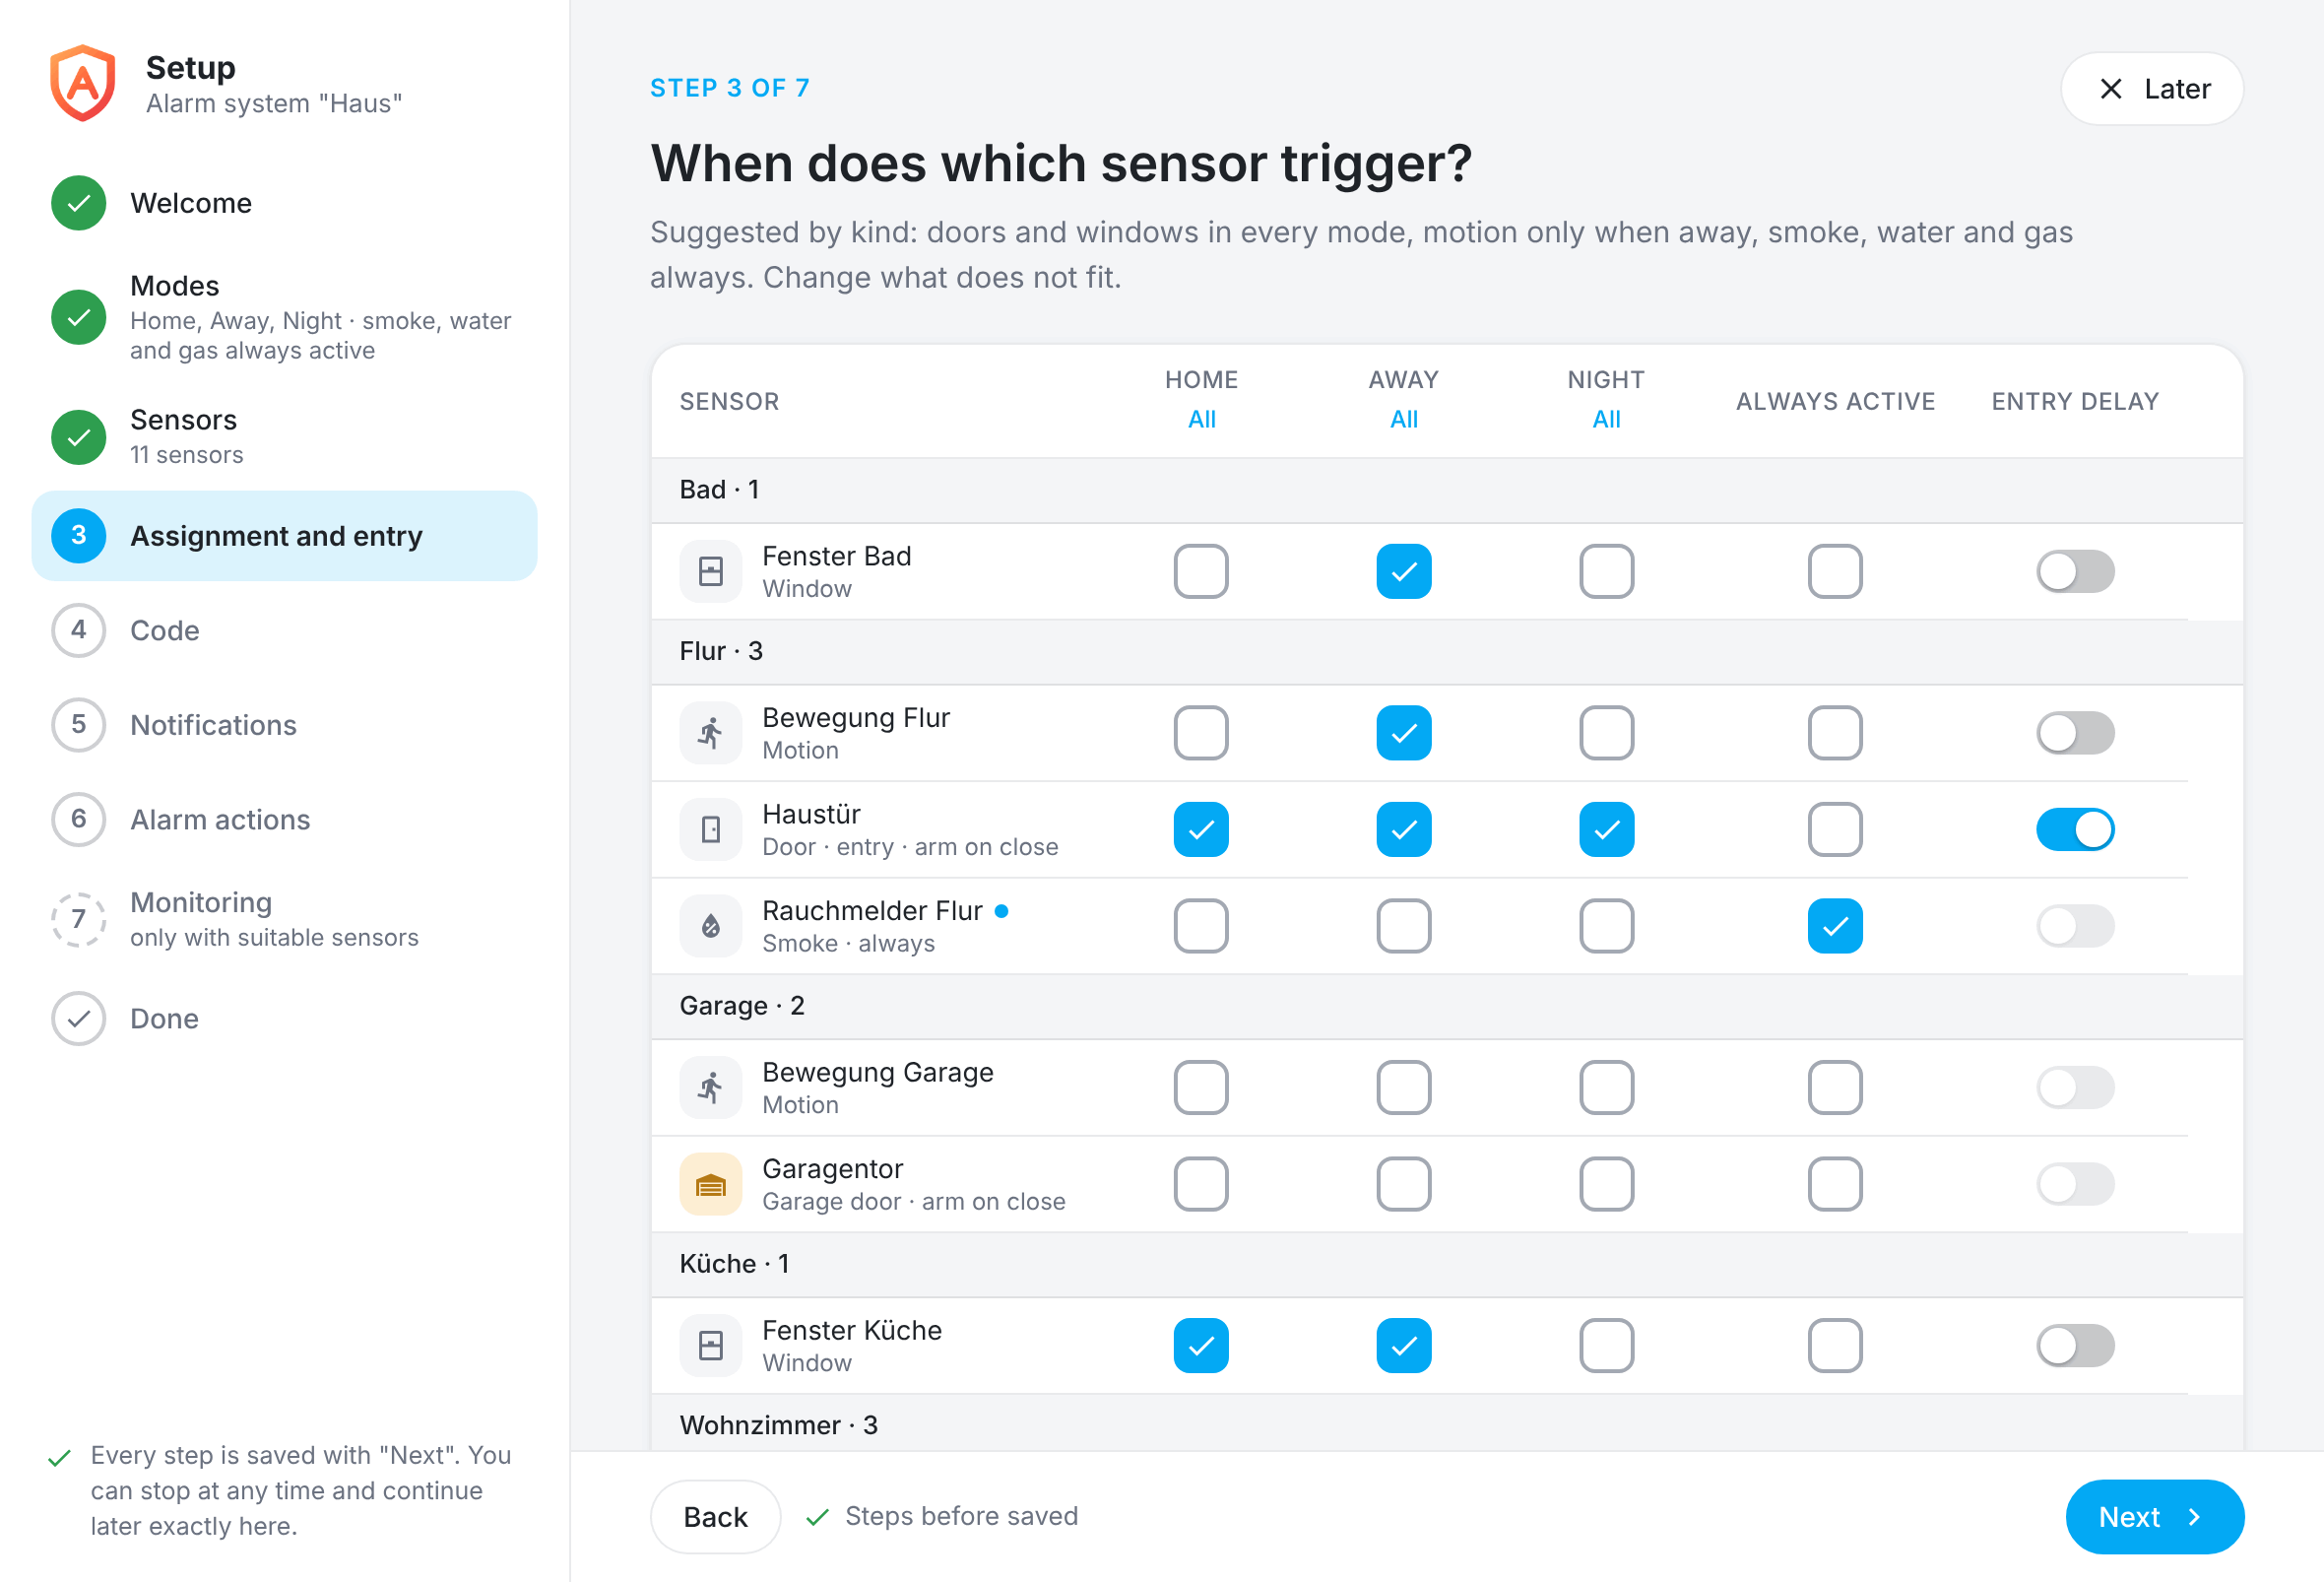 Setup
Alarm system "Haus"
Welcome
Modes
Home, Away, Night · smoke, water
and gas always active
Sensors
11 sensors
3
Assignment and entry
4
Code
5
Notifications
6
Alarm actions
7
Monitoring
only with suitable sensors
Done
Every step is saved with "Next". You
can stop at any time and continue
later exactly here.
STEP 3 OF 7
Later
When does which sensor trigger?
Suggested by kind: doors and windows in every mode, motion only when away, smoke, water and gas
always. Change what does not fit.
SENSOR
HOME
All
AWAY
All
NIGHT
All
ALWAYS ACTIVE
ENTRY DELAY
Bad · 1
Fenster Bad
Window
Flur · 3
Bewegung Flur
Motion
Haustür
Door · entry · arm on close
Rauchmelder Flur
Smoke · always
Garage · 2
Bewegung Garage
Motion
Garagentor
Garage door · arm on close
Küche · 1
Fenster Küche
Window
Wohnzimmer · 3
Back
Steps before saved
Next